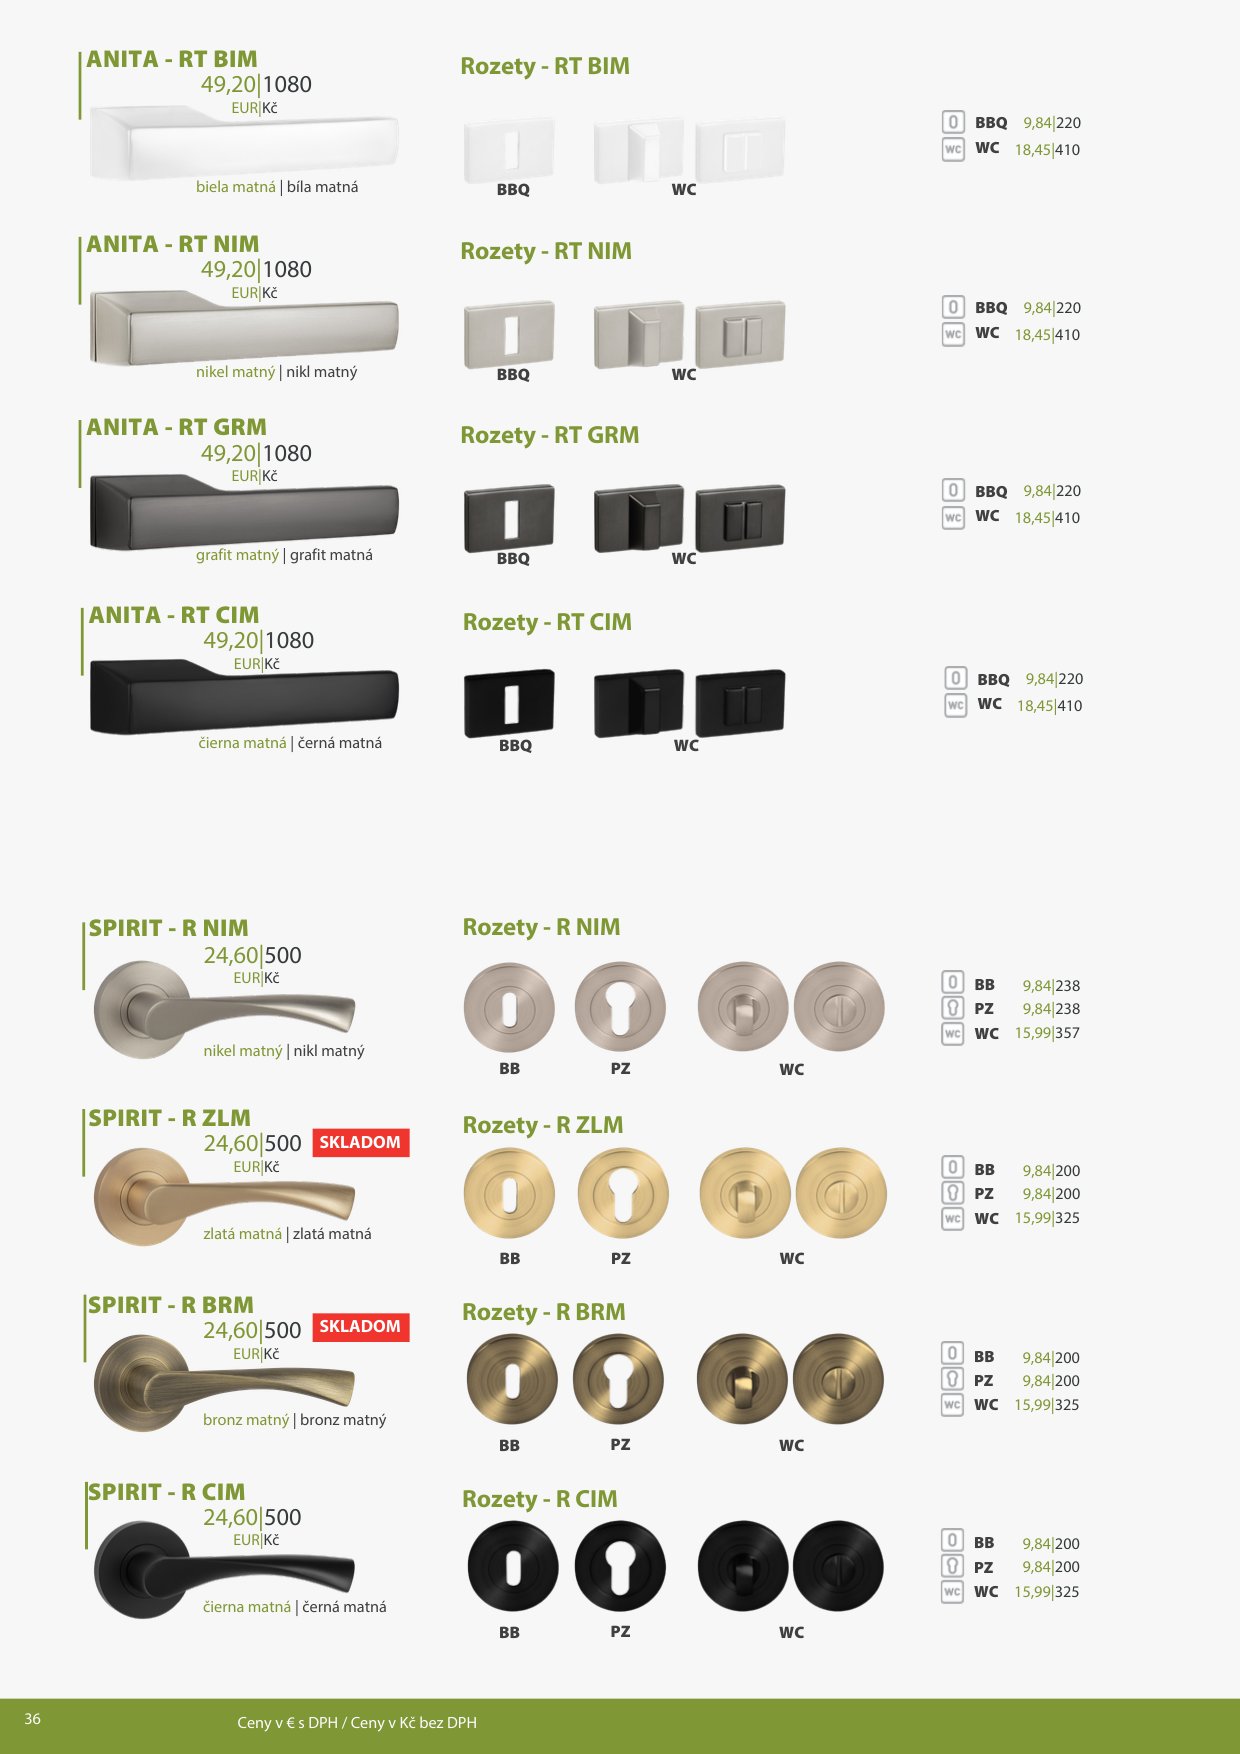 ANITA - RT BIM
49,20|1080
EUR|Kč
biela matná | bíla matná
Rozety - RT BIM
BBQ
WC
BBQ 9,84|220
WC WC 18,45|410
ANITA - RT NIM
49,20|1080
EUR|Kč
nikel matný | nikl matný
Rozety - RT NIM
BBQ
WC
BBQ 9,84|220
WC WC 18,45|410
ANITA - RT GRM
49,20|1080
EUR|Kč
grafit matný | grafit matná
Rozety - RT GRM
BBQ
WC
BBQ 9,84|220
WC WC 18,45|410
ANITA - RT CIM
49,20|1080
EUR|Kč
čierna matná | černá matná
Rozety - RT CIM
BBQ
WC
BBQ 9,84|220
WC WC 18,45|410
SPIRIT - R NIM
24,60|500
EUR|Kč
nikel matný | nikl matný
Rozety - R NIM
BB
PZ
WC
BB 9,84|238
PZ 9,84|238
WC WC 15,99|357
SPIRIT - R ZLM
24,60|500 SKLADOM
EUR|Kč
zlatá matná | zlatá matná
Rozety - R ZLM
BB
PZ
WC
BB 9,84|200
PZ 9,84|200
WC WC 15,99|325
SPIRIT - R BRM
24,60|500 SKLADOM
EUR|Kč
bronz matný | bronz matný
Rozety - R BRM
BB
PZ
WC
BB 9,84|200
PZ 9,84|200
WC WC 15,99|325
SPIRIT - R CIM
24,60|500
EUR|Kč
čierna matná | černá matná
Rozety - R CIM
BB
PZ
WC
BB 9,84|200
PZ 9,84|200
WC WC 15,99|325
36
Ceny v € s DPH / Ceny v Kč bez DPH